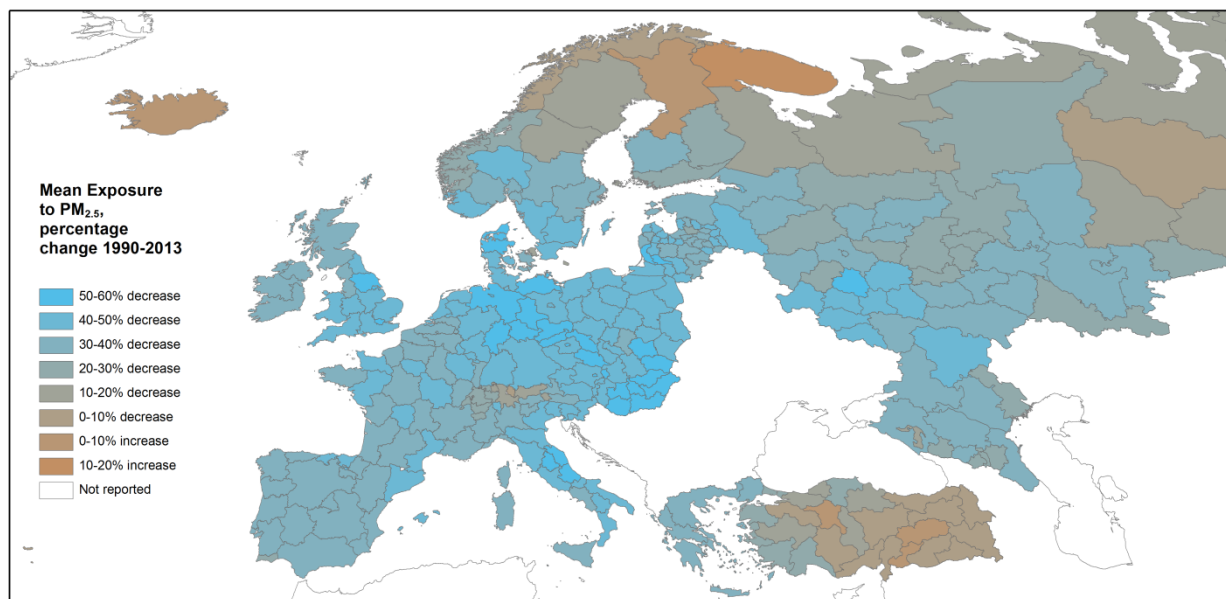 Mean Exposure
to PM2.5,
percentage
change 1990-2013
50-60% decrease
40-50% decrease
30-40% decrease
20-30% decrease
10-20% decrease
0-10% decrease
0-10% increase
10-20% increase
Not reported